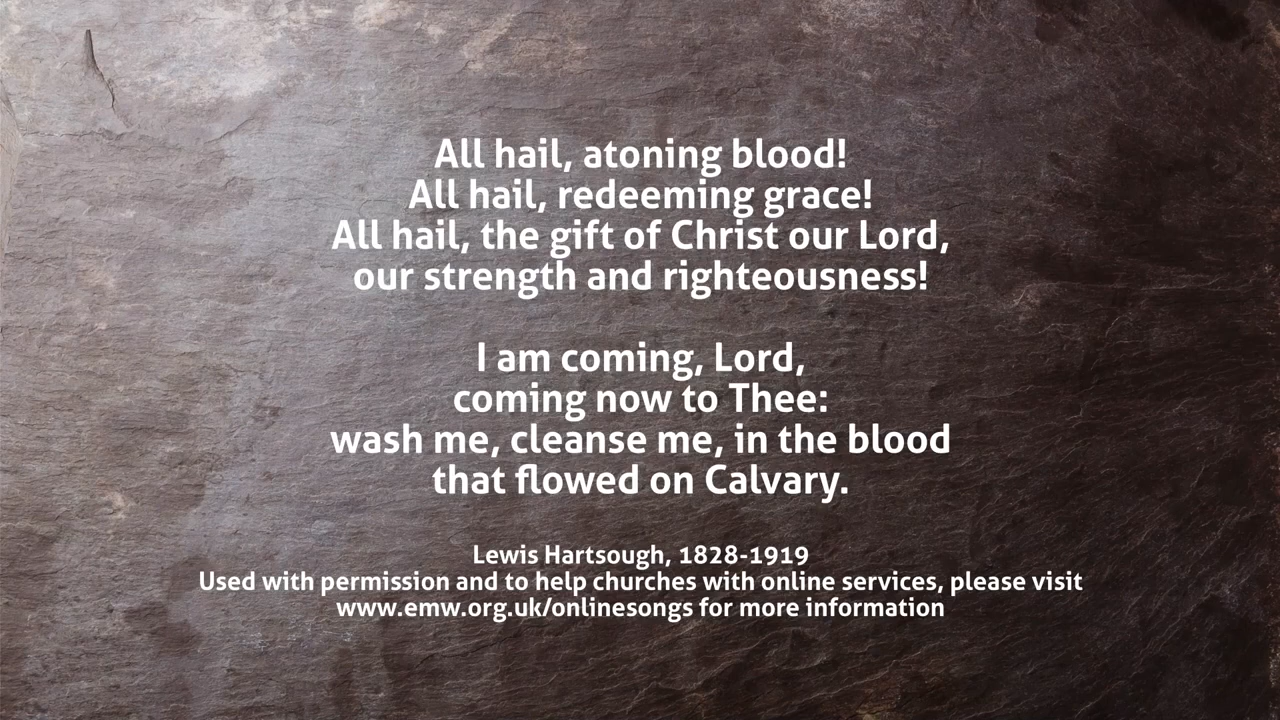 All hail, atoning blood!
All hail, redeeming grace!
All hail, the gift of Christ our Lord,
our strength and righteousness!
I am coming, Lord,
coming now to Thee:
wash me, cleanse me, in the blood
that flowed on Calvary.
Lewis Hartsough, 1828-1919
Used with permission and to help churches with online services, please visit
www.emw.org.uk/onlinesongs for more information